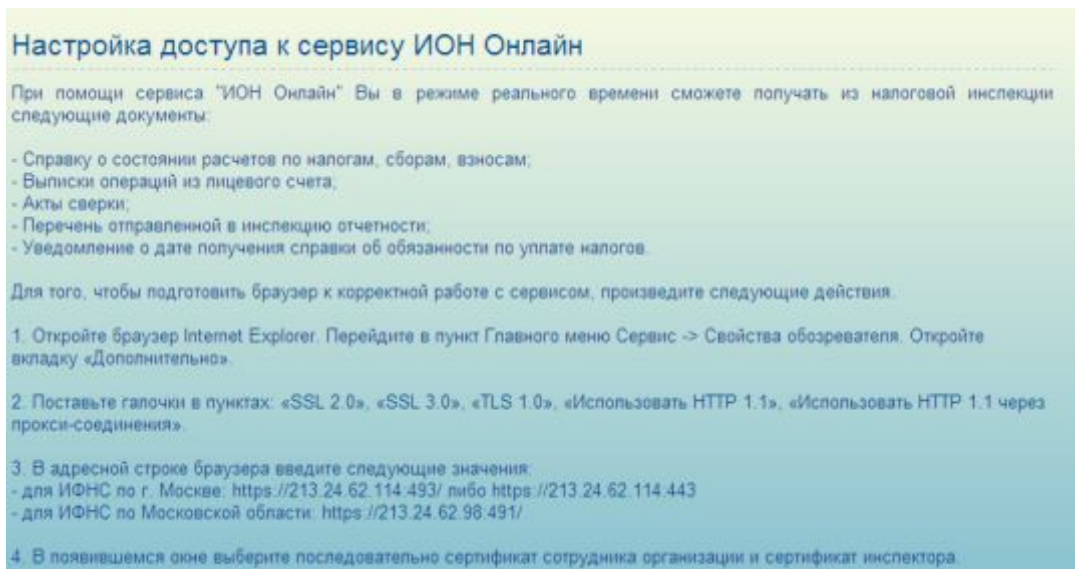 Настройка доступа к сервису ИОН Онлайн
При помощи сервиса "ИОН Онлайн" Вы в режиме реального времени сможете получать из налоговой инспекции
следующие документы:
- Справку о состоянии расчетов по налогам, сборам, взносам;
- Выписки операций из лицевого счета;
- Акты сверки;
- Перечень отправленной в инспекцию отчетности;
- Уведомление о дате получения справки об обязанности по уплате налогов.
Для того, чтобы подготовить браузер к корректной работе с сервисом, произведите следующие действия.
1. Откройте браузер Internet Explorer. Перейдите в пункт Главного меню Сервис -> Свойства обозревателя. Откройте
вкладку «Дополнительно».
2. Поставьте галочки в пунктах: «SSL 2.0», «SSL 3.0», «TLS 1.0», «Использовать HTTP 1.1», «Использовать HTTP 1.1 через
прокси-соединения».
3. В адресной строке браузера введите следующие значения:
- для ИФНС по г. Москве: https://213.24.62.114:493/ либо https://213.24.62.114:443
- для ИФНС по Московской области: https://213.24.62.98:491/
4. В появившемся окне выберите последовательно сертификат сотрудника организации и сертификат инспектора.